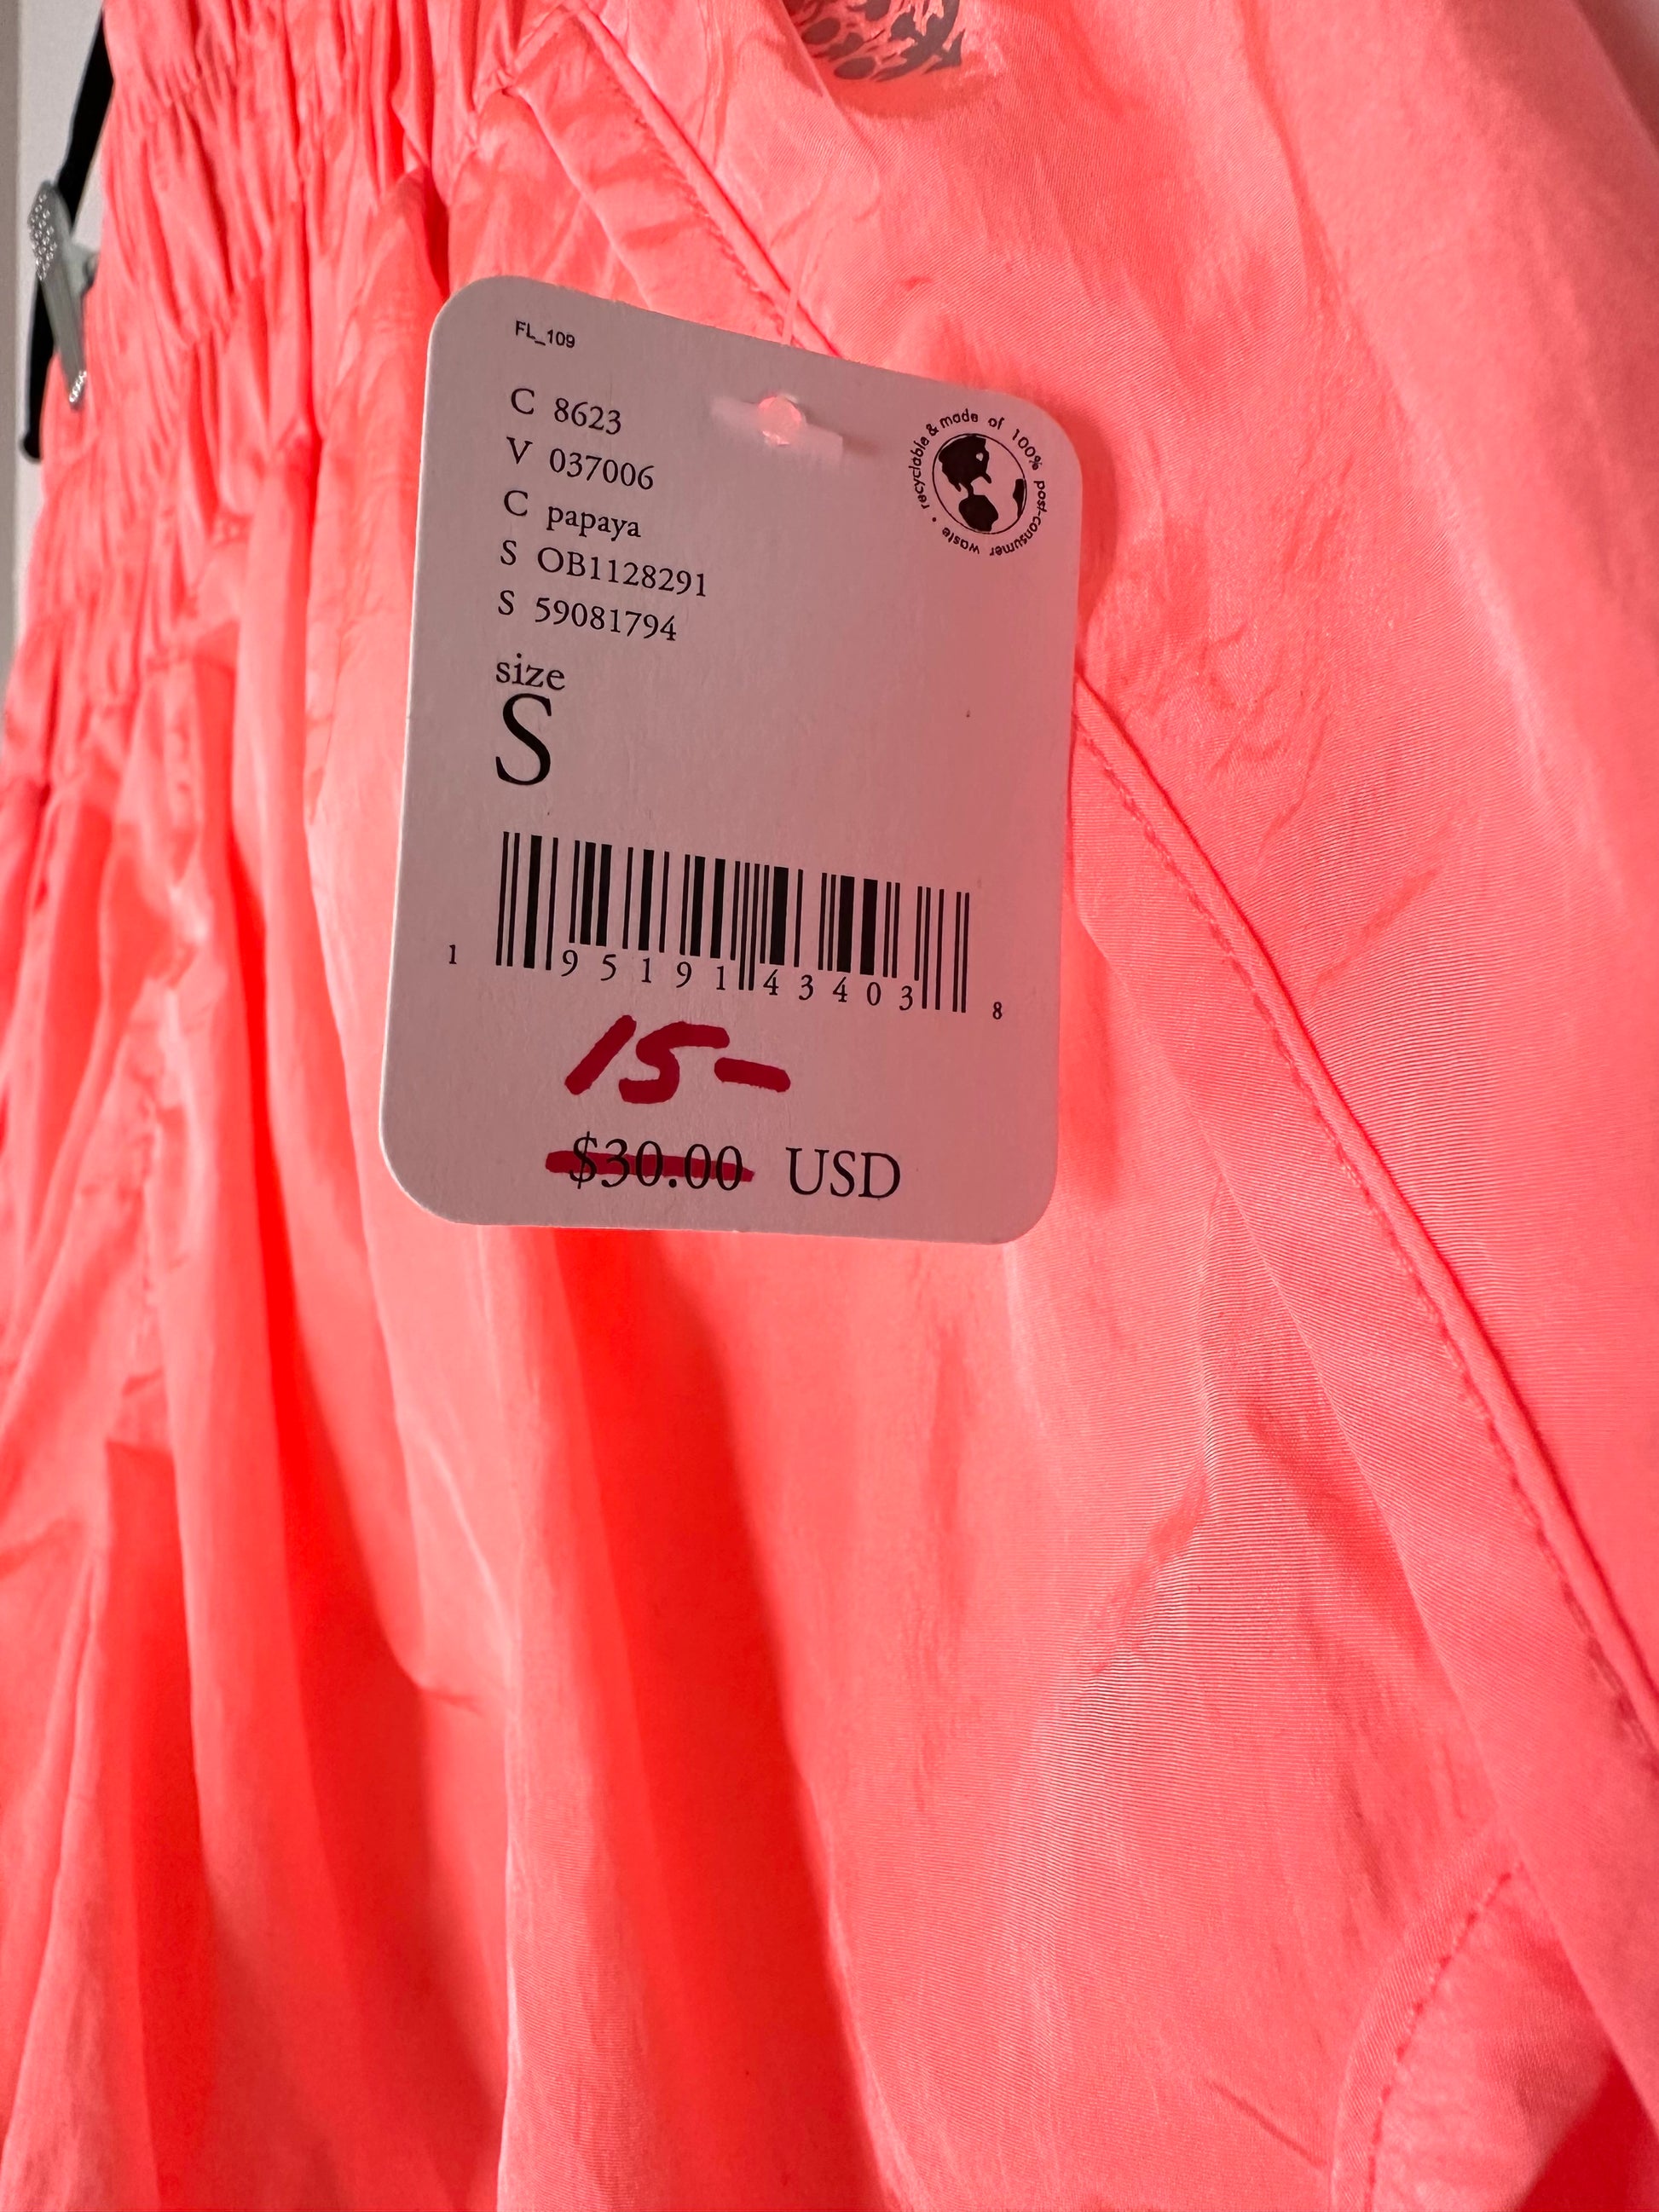 FL_109
C 8623
V 037006
C papaya
S OB1128291
S 59081794
size
S
recyclable & made of 100% post-consumer waste •
1 95191 43403 8
15-
$30.00 USD